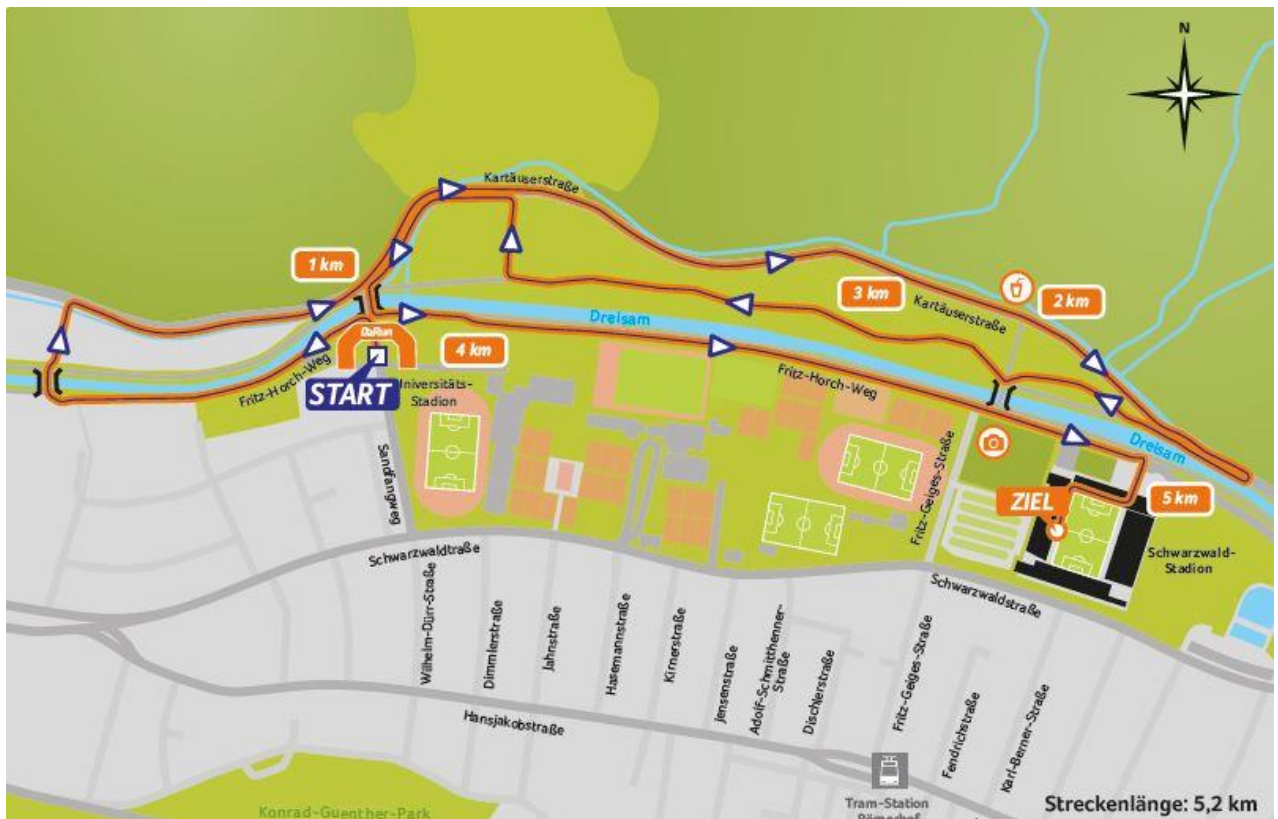 N
Kartäuserstraße
1 km
3 km
2 km
Kartäuserstraße
DaRun
Dreisam
4 km
Fritz-Horch-Weg
START
Universitäts-
Stadion
Fritz-Horch-Weg
Dreisam
Sandfangweg
Fritz-Geiges-Straße
ZIEL
5 km
Schwarzwald-
Stadion
Schwarzwaldtraße
Schwarzwaldstraße
Wilhelm-Dürr-Straße
Dimmlerstraße
Jahnstraße
Hasemannstraße
Kirnerstraße
Jensenstraße
Adolf-Schmitthenner-
Straße
Dischlerstraße
Fritz-Geiges-Straße
Fendrichstraße
Karl-Berner-Straße
Hansjakobstraße
Konrad-Guenther-Park
Tram-Station
Römerhof
Streckenlänge: 5,2 km